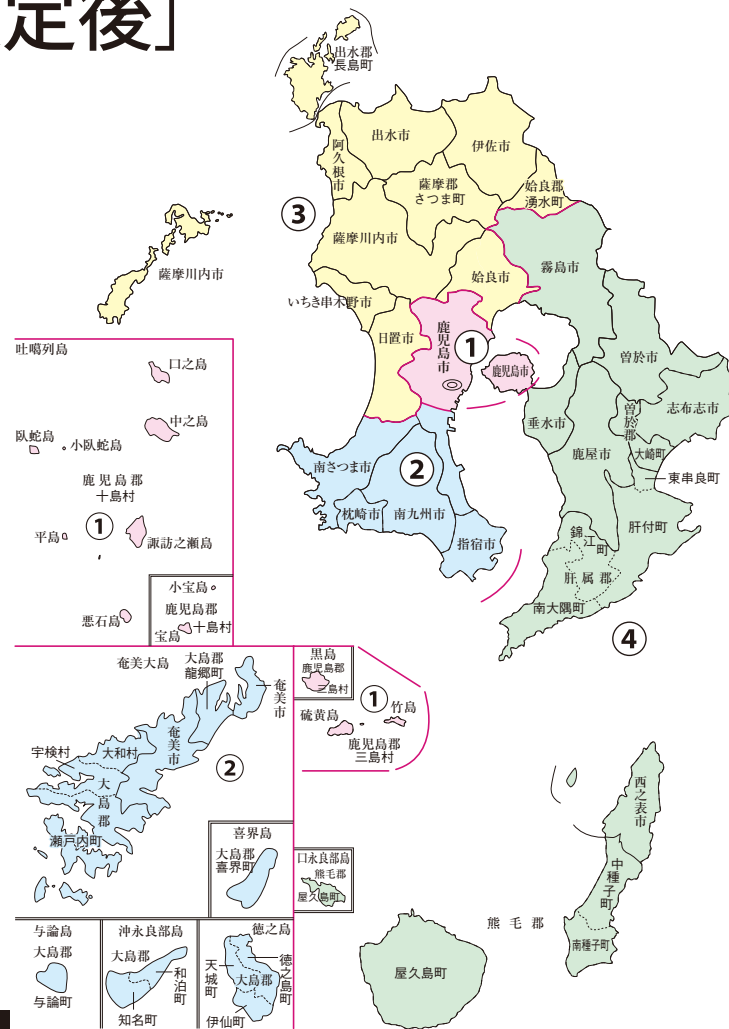 定後］
出水郡
長島町
出水市
伊佐市
阿久根市
薩摩郡
さつま町
姶良郡
湧水町
③
薩摩川内市
霧島市
薩摩川内市
姶良市
いちき串木野市
鹿児島市
日置市
①
鹿児島市
曽於市
吐噶列島
口之島
志布志市
曽於郡
垂水市
中之島
臥蛇島
小臥蛇島
鹿屋市
大崎町
南さつま市
②
東串良町
鹿児島郡
十島村
①
枕崎市
南九州市
肝付町
平島
諏訪之瀬島
指宿市
錦江町
肝属郡
小宝島
鹿児島郡
十島村
宝島
悪石島
南大隅町
④
奄美大島
大島郡
龍郷町
奄美市
黒島
鹿児島郡
三島村
①
硫黄島
竹島
鹿児島郡
三島村
宇検村
大和村
奄美市
②
大島郡
瀬戸内町
西之表市
喜界島
大島郡
喜界町
口永良部島
熊毛郡
屋久島町
中種子町
熊毛郡
南種子町
与論島
大島郡
与論町
沖永良部島
大島郡
和泊町
知名町
徳之島
天城町
大島郡
徳之島町
伊仙町
屋久島町